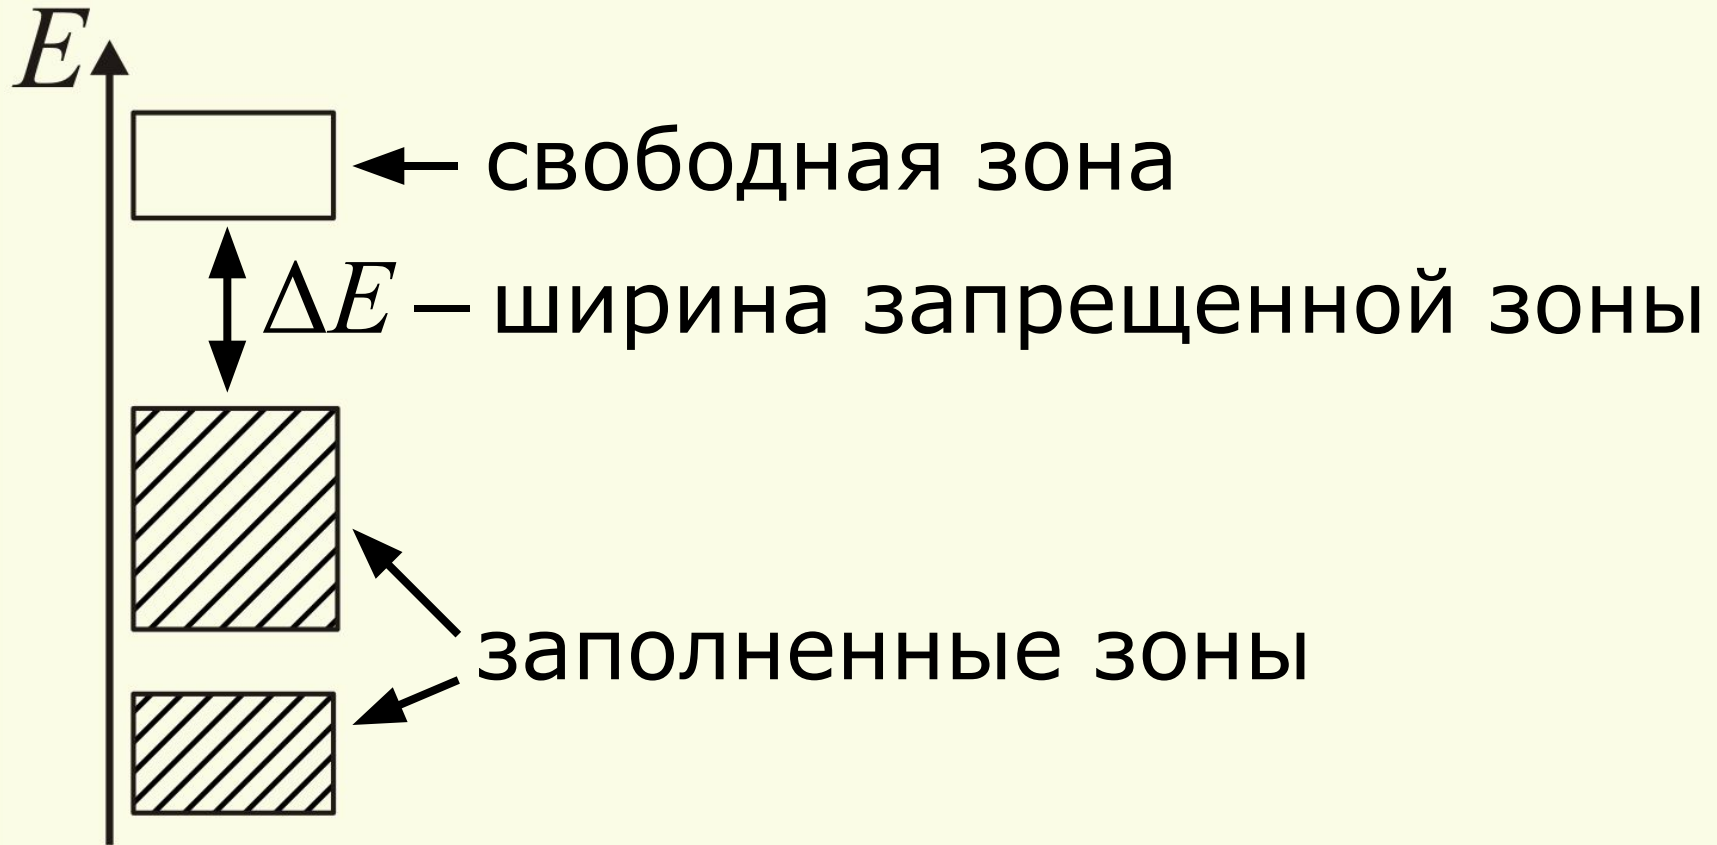 E
свободная зона
ΔE – ширина запрещенной зоны
заполненные зоны